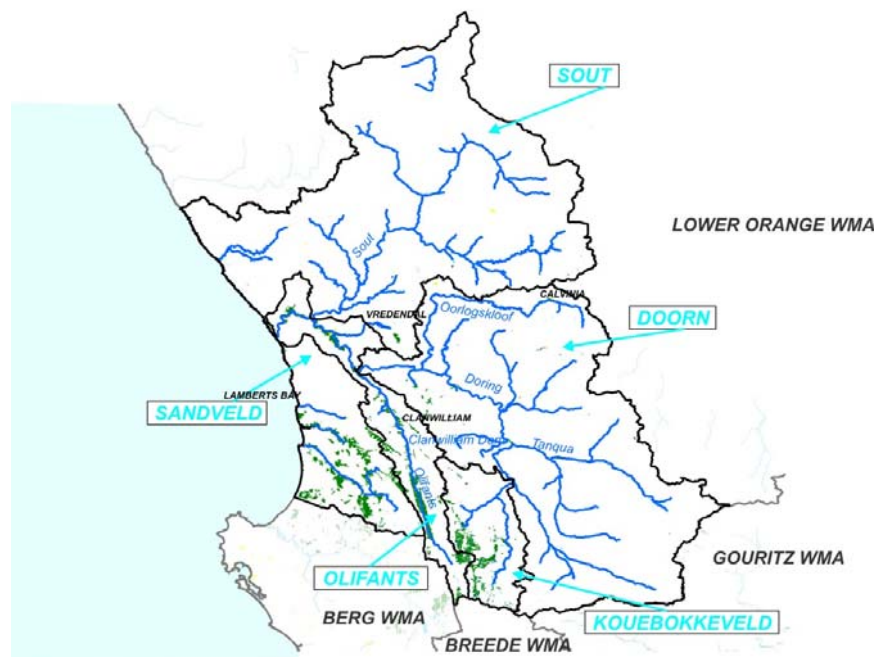 SOUT
LOWER ORANGE WMA
Sout
CALVINIA
Oorlogskloof
VREDENDAL
DOORN
Doring
LAMBERTS BAY
SANDVELD
CLANWILLIAM
Clanwilliam Dam
Tanqua
Olifants
GOURITZ WMA
OLIFANTS
KOUEBOKKEVELD
BERG WMA
BREEDE WMA